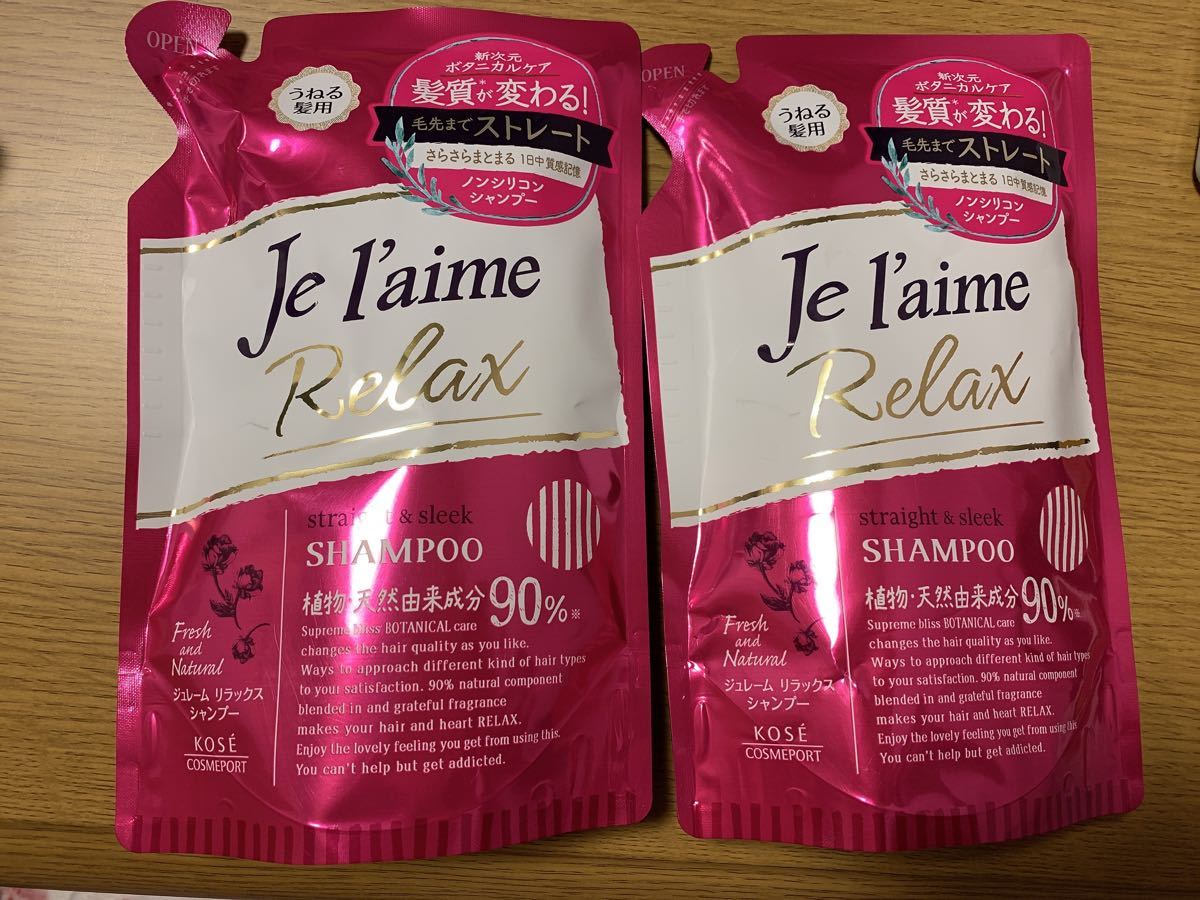 OPEN
うねる
髪用
新次元
ボタニカルケア
髪質*が変わる!
毛先まで ストレート
さらさらまとまる 1日中質感記憶
ノンシリコン
シャンプー
Je l'aime
Relax
straight & sleek
SHAMPOO
植物・天然由来成分90%※
Supreme bliss BOTANICAL care
changes the hair quality as you like.
Ways to approach different kind of hair types
to your satisfaction. 90% natural component
blended in and grateful fragrance
makes your hair and heart RELAX.
Enjoy the lovely feeling you get from using this.
You can't help but get addicted.
Fresh
and
Natural
ジュレーム リラックス
シャンプー
KOSÉ
COSMEPORT
OPEN
うねる
髪用
新次元
ボタニカルケア
髪質*が変わる!
毛先まで ストレート
さらさらまとまる 1日中質感記憶
ノンシリコン
シャンプー
Je l'aime
Relax
straight & sleek
SHAMPOO
植物・天然由来成分90%※
Supreme bliss BOTANICAL care
changes the hair quality as you like.
Ways to approach different kind of hair types
to your satisfaction. 90% natural component
blended in and grateful fragrance
makes your hair and heart RELAX.
Enjoy the lovely feeling you get from using this.
You can't help but get addicted.
Fresh
and
Natural
ジュレーム リラックス
シャンプー
KOSÉ
COSMEPORT